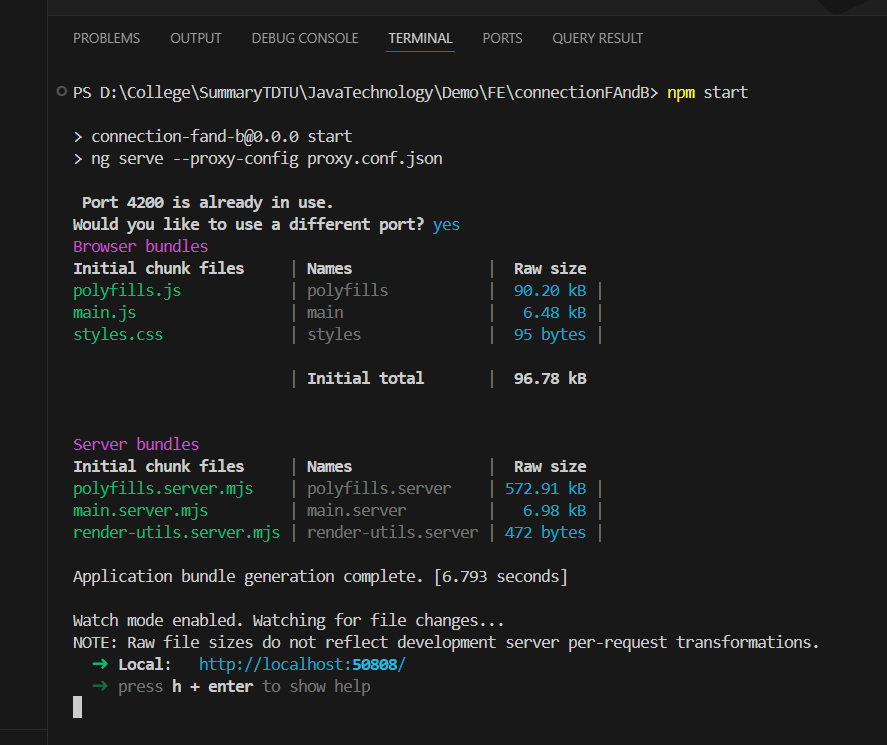 PROBLEMS OUTPUT DEBUG CONSOLE TERMINAL PORTS QUERY RESULT
PS D:\College\SummaryTDTU\JavaTechnology\Demo\FE\connectionFAndB> npm start
> connection-fand-b@0.0.0 start
> ng serve --proxy-config proxy.conf.json
Port 4200 is already in use.
Would you like to use a different port? yes
Browser bundles
Initial chunk files | Names | Raw size
polyfills.js | polyfills | 90.20 kB |
main.js | main | 6.48 kB |
styles.css | styles | 95 bytes |
| Initial total | 96.78 kB
Server bundles
Initial chunk files | Names | Raw size
polyfills.server.mjs | polyfills.server | 572.91 kB |
main.server.mjs | main.server | 6.98 kB |
render-utils.server.mjs | render-utils.server | 472 bytes |
Application bundle generation complete. [6.793 seconds]
Watch mode enabled. Watching for file changes...
NOTE: Raw file sizes do not reflect development server per-request transformations.
➜ Local: http://localhost:50808/
➜ press h + enter to show help